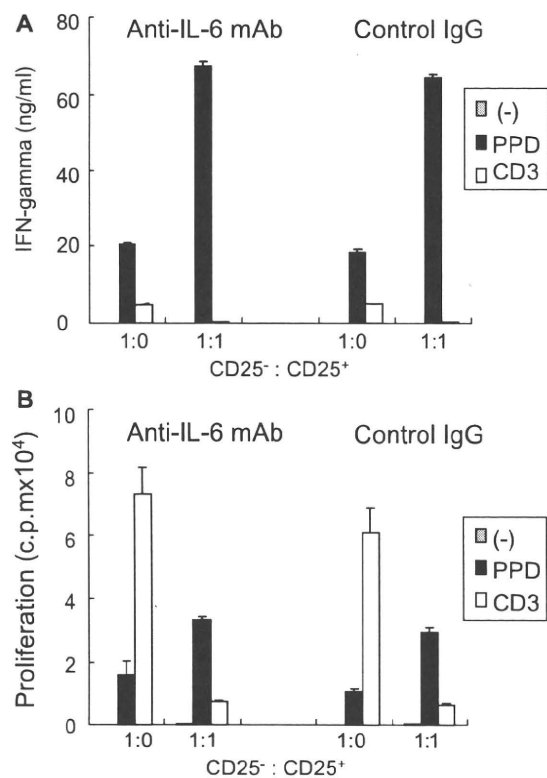 A
Anti-IL-6 mAb
Control IgG
IFN-gamma (ng/ml)
80
60
40
20
0
(-)
PPD
CD3
1:0
1:1
1:0
1:1
CD25⁻ : CD25⁺
B
Anti-IL-6 mAb
Control IgG
Proliferation (c.p.mx10⁴)
10
8
6
4
2
0
(-)
PPD
CD3
1:0
1:1
1:0
1:1
CD25⁻ : CD25⁺